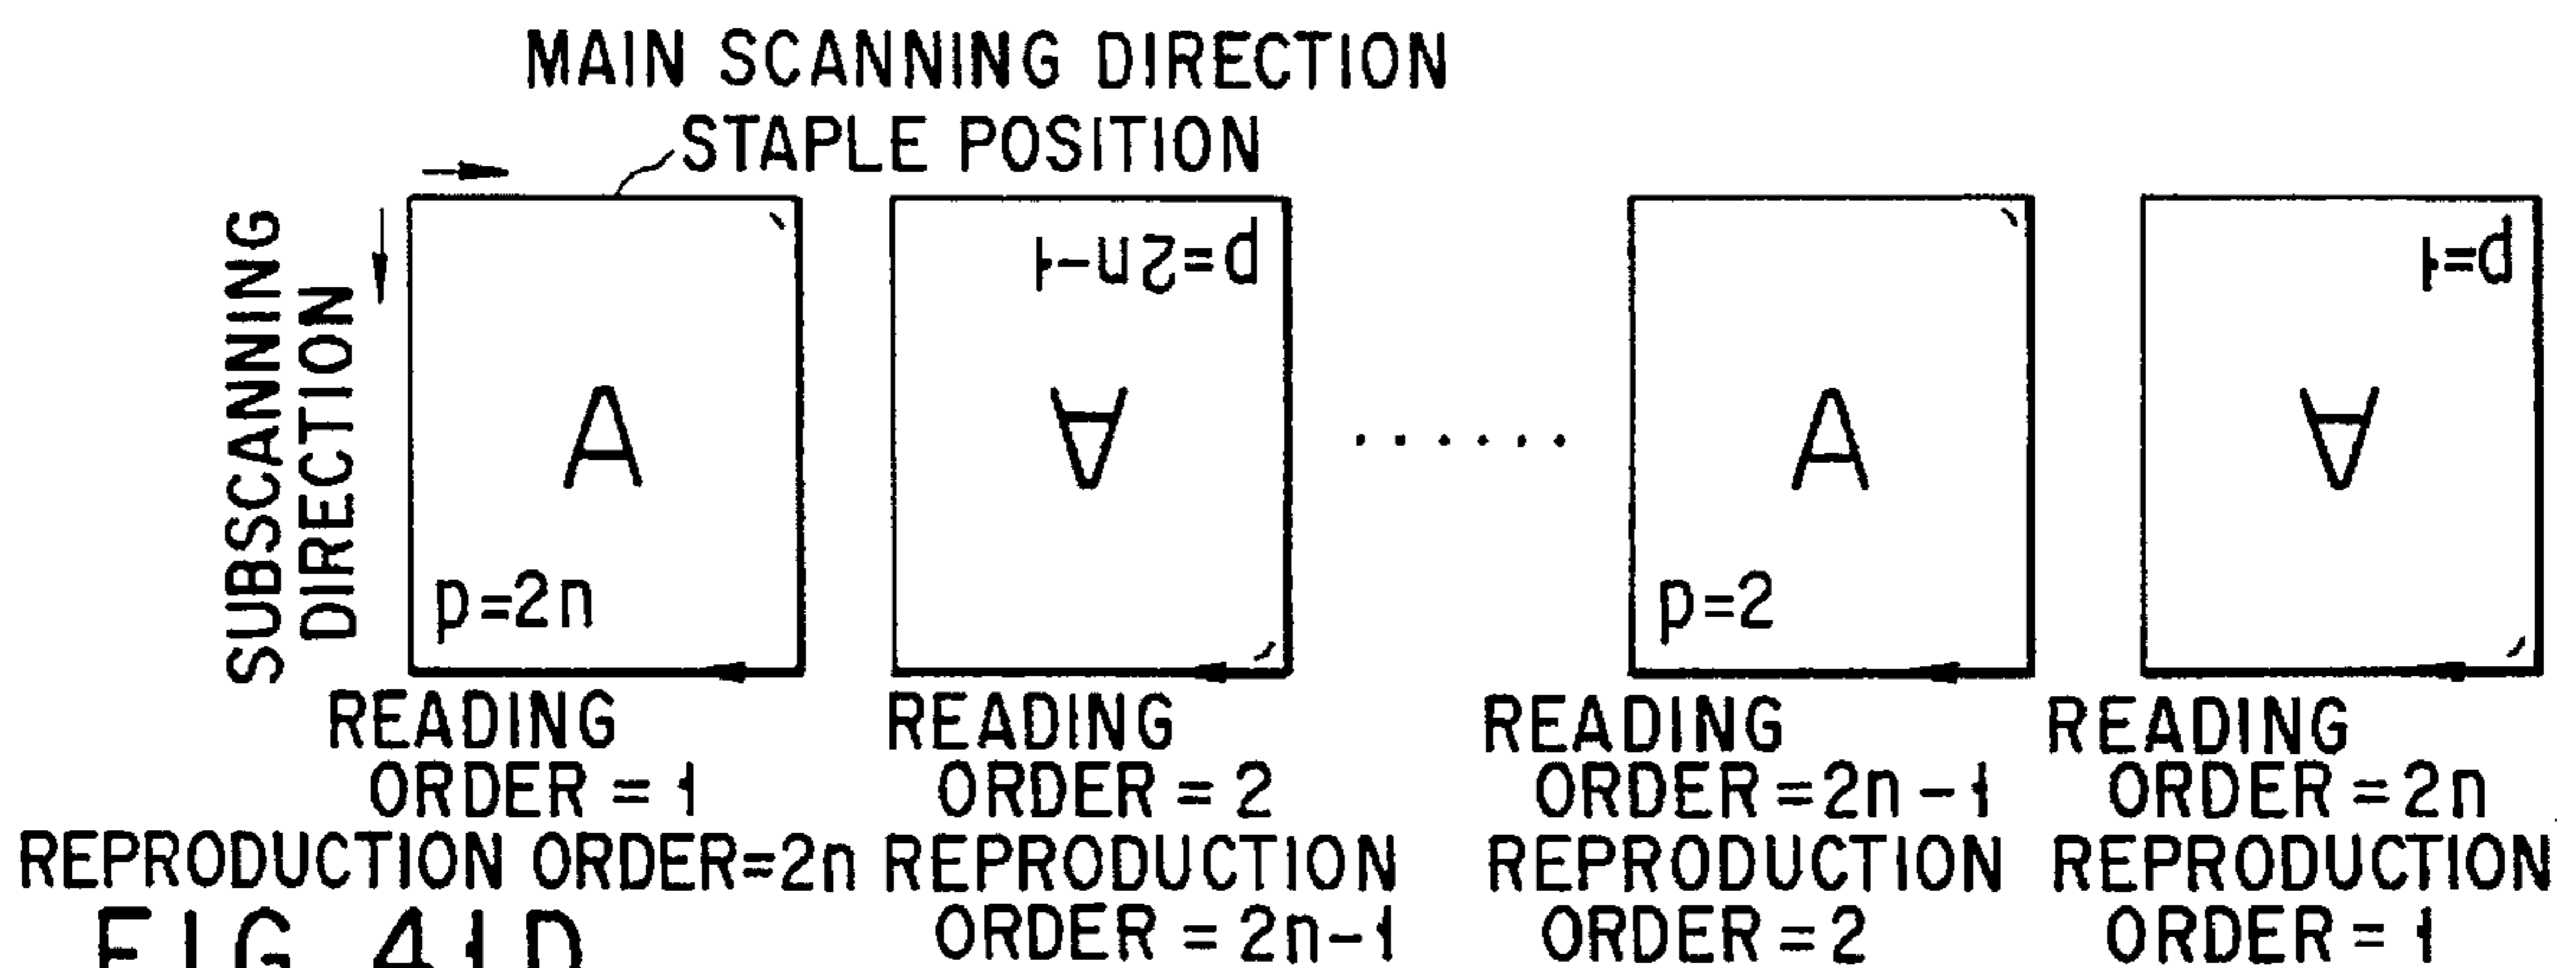 MAIN SCANNING DIRECTION
STAPLE POSITION
SUBSCANNING
DIRECTION
A
p=2n
p=2n-1
A
A
p=2
p=1
A
READING
ORDER = 1
REPRODUCTION ORDER=2n
READING
ORDER = 2
REPRODUCTION
ORDER = 2n-1
READING
ORDER = 2n-1
REPRODUCTION
ORDER = 2
READING
ORDER = 2n
REPRODUCTION
ORDER = 1
FIG. 41D